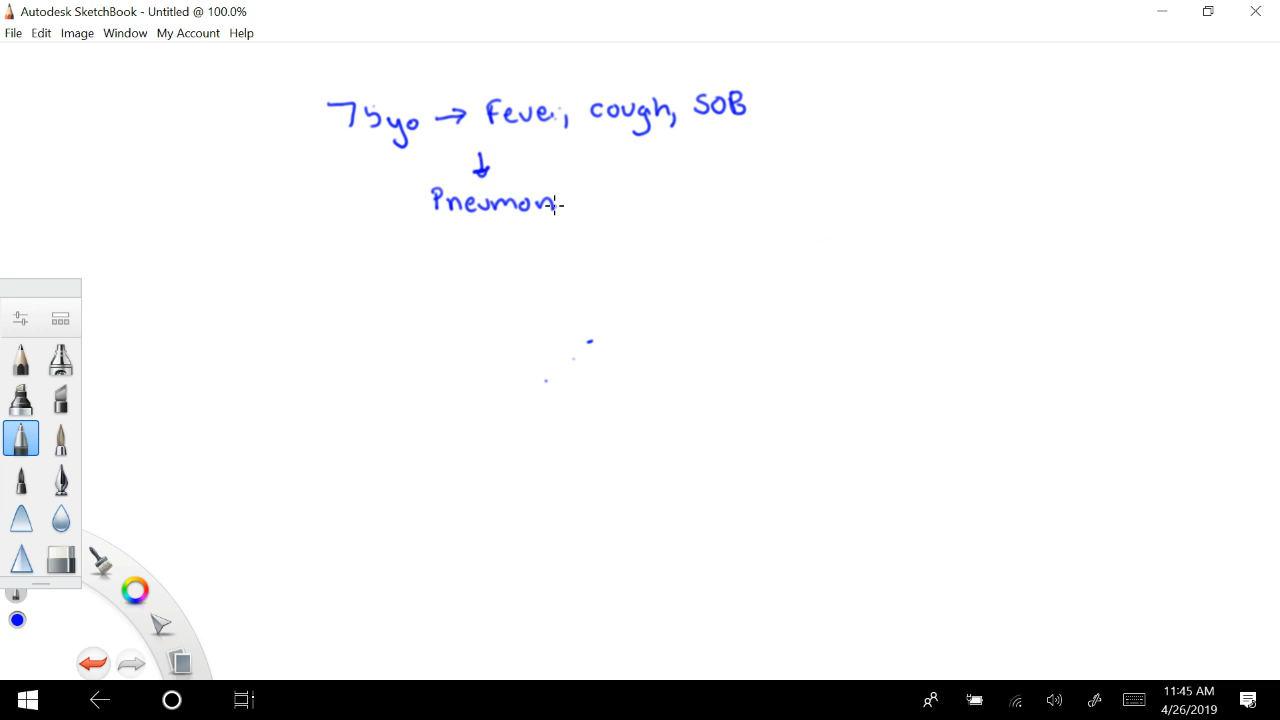 Autodesk SketchBook - Untitled @ 100.0%
File Edit Image Window My Account Help
75yo → Fever, cough, SOB
↓
Pneumon
11:45 AM
4/26/2019